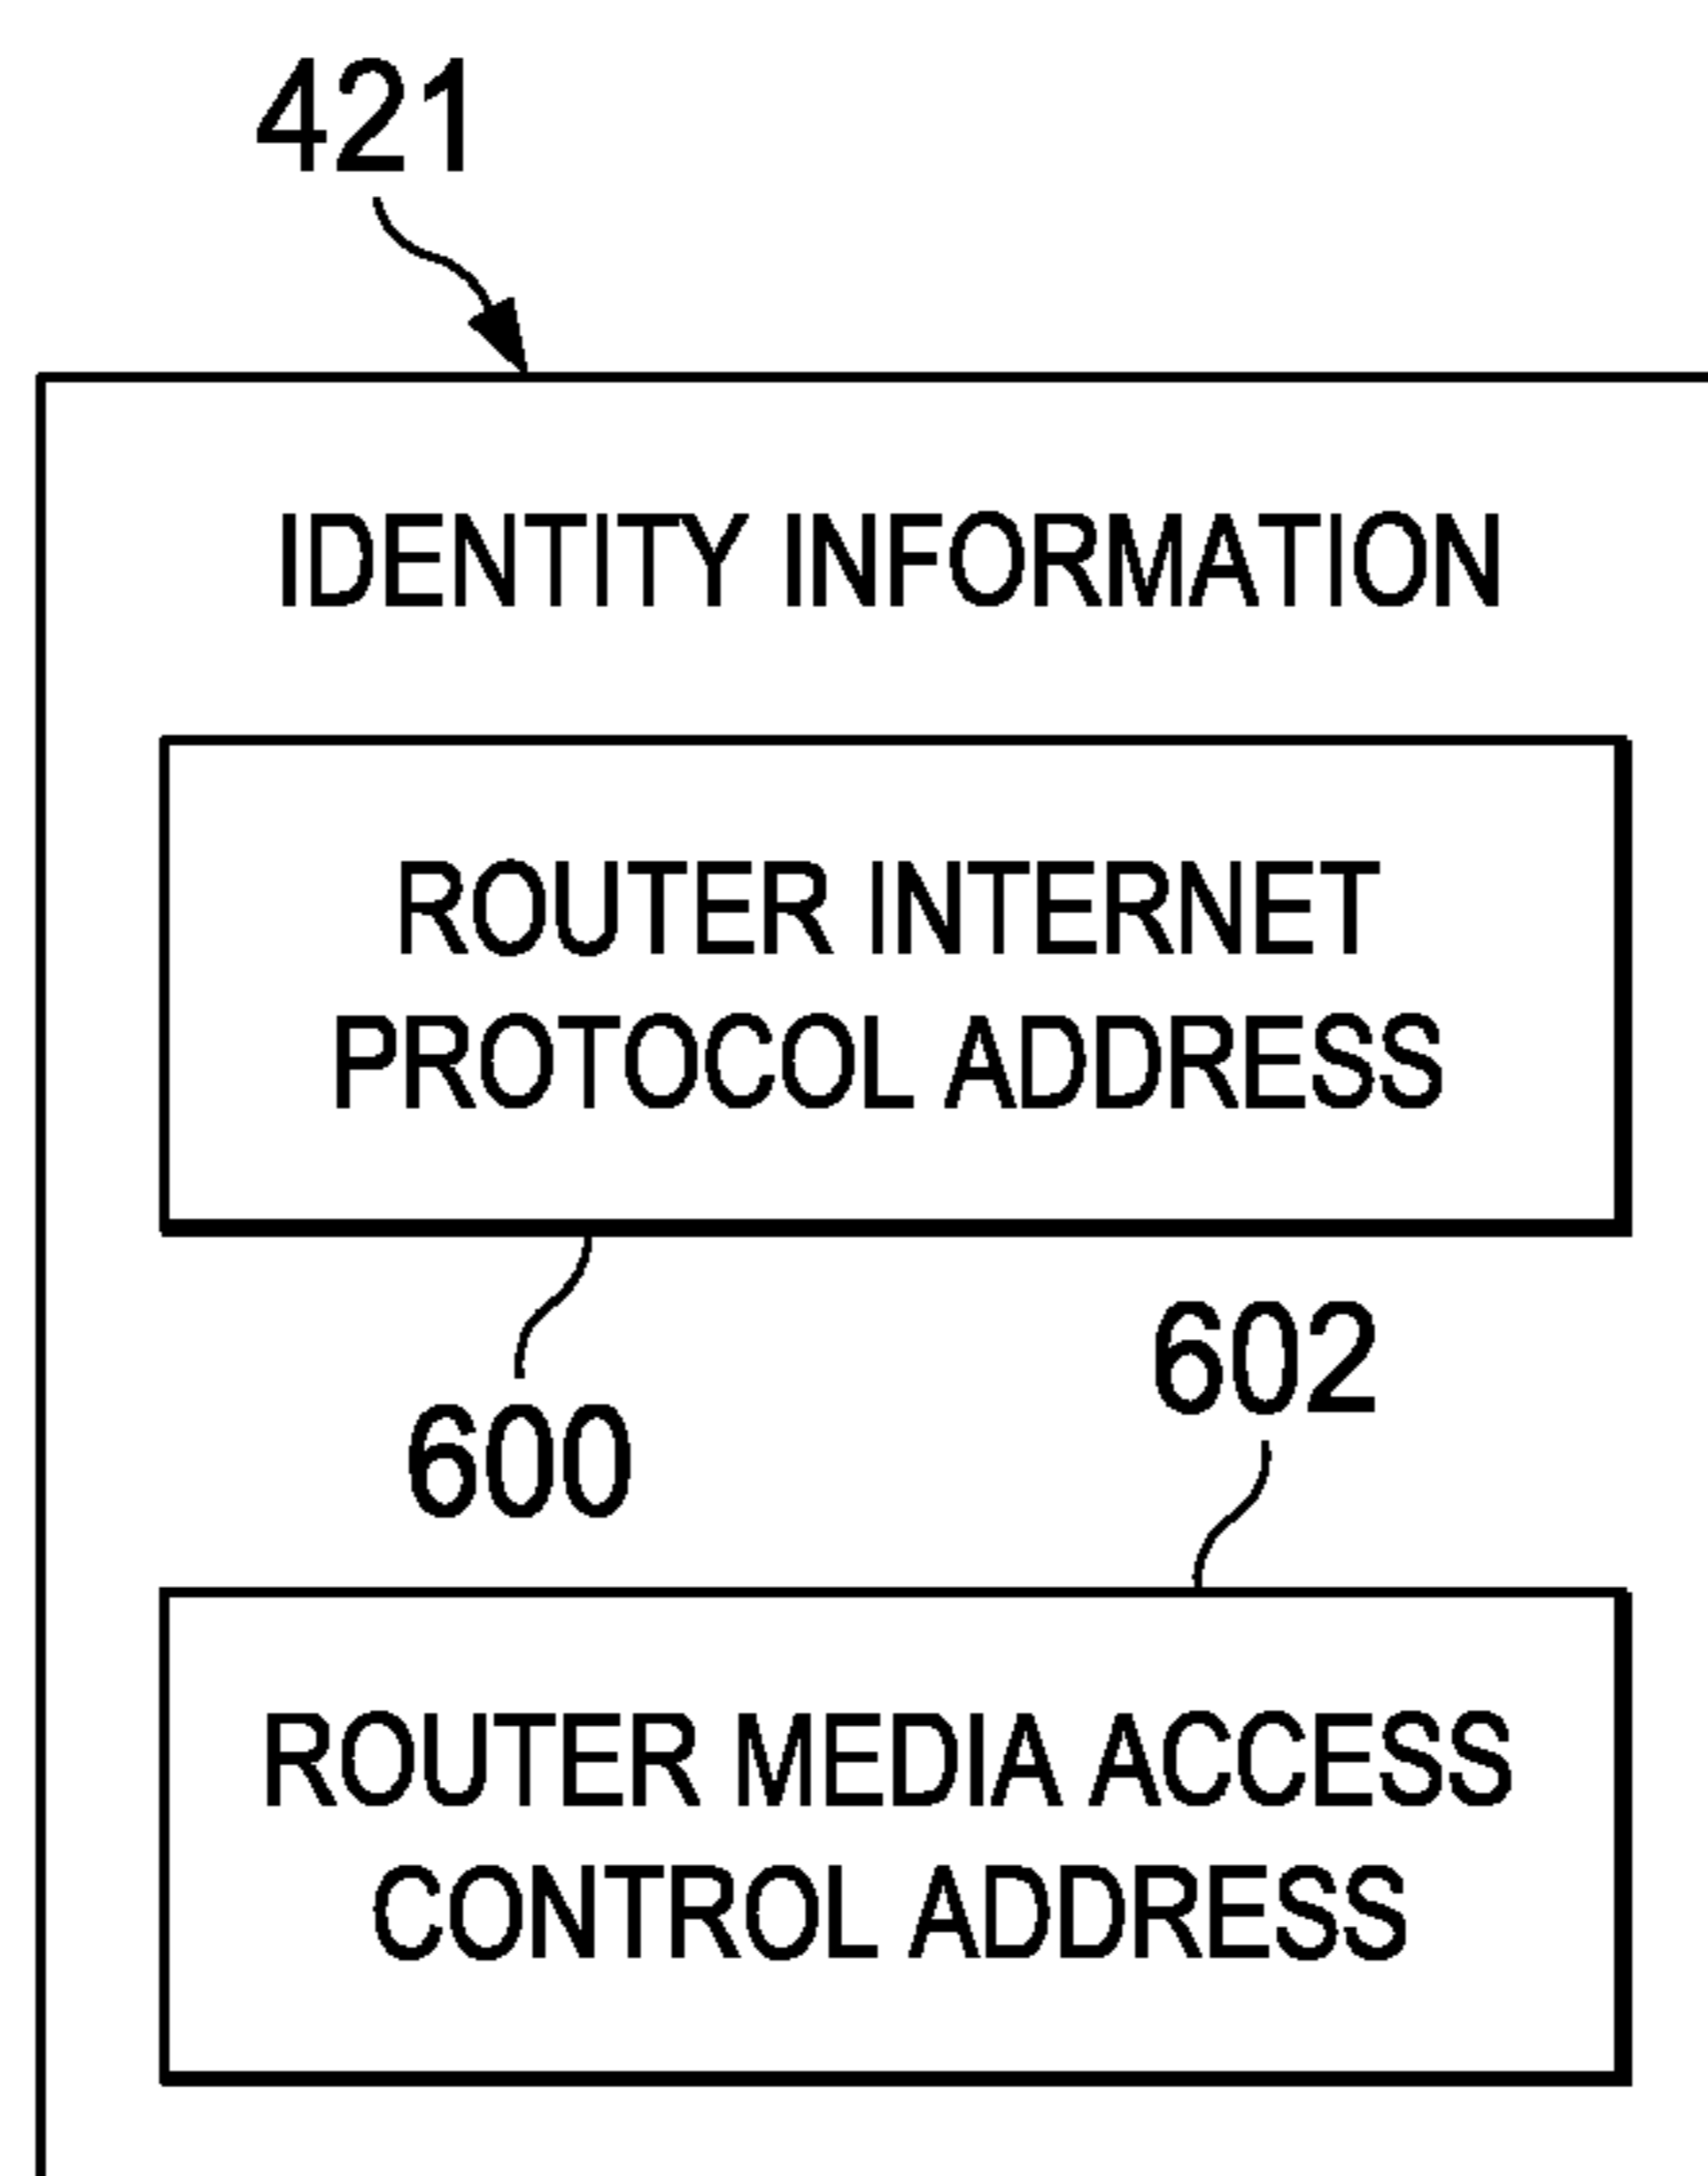 421
IDENTITY INFORMATION
ROUTER INTERNET
PROTOCOL ADDRESS
600
602
ROUTER MEDIA ACCESS
CONTROL ADDRESS